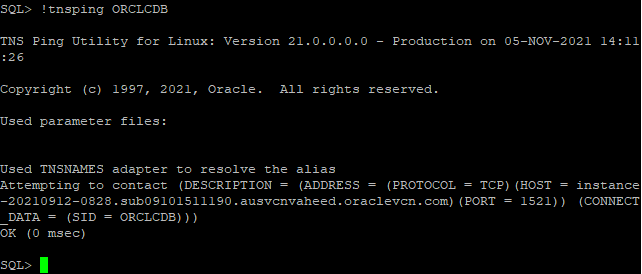 SQL> !tnsping ORCLCDB
TNS Ping Utility for Linux: Version 21.0.0.0.0 - Production on 05-NOV-2021 14:11
:26
Copyright (c) 1997, 2021, Oracle.  All rights reserved.
Used parameter files:
Used TNSNAMES adapter to resolve the alias
Attempting to contact (DESCRIPTION = (ADDRESS = (PROTOCOL = TCP)(HOST = instance
-20210912-0828.sub09101511190.ausvcnvaheed.oraclevcn.com)(PORT = 1521)) (CONNECT
_DATA = (SID = ORCLCDB)))
OK (0 msec)
SQL>